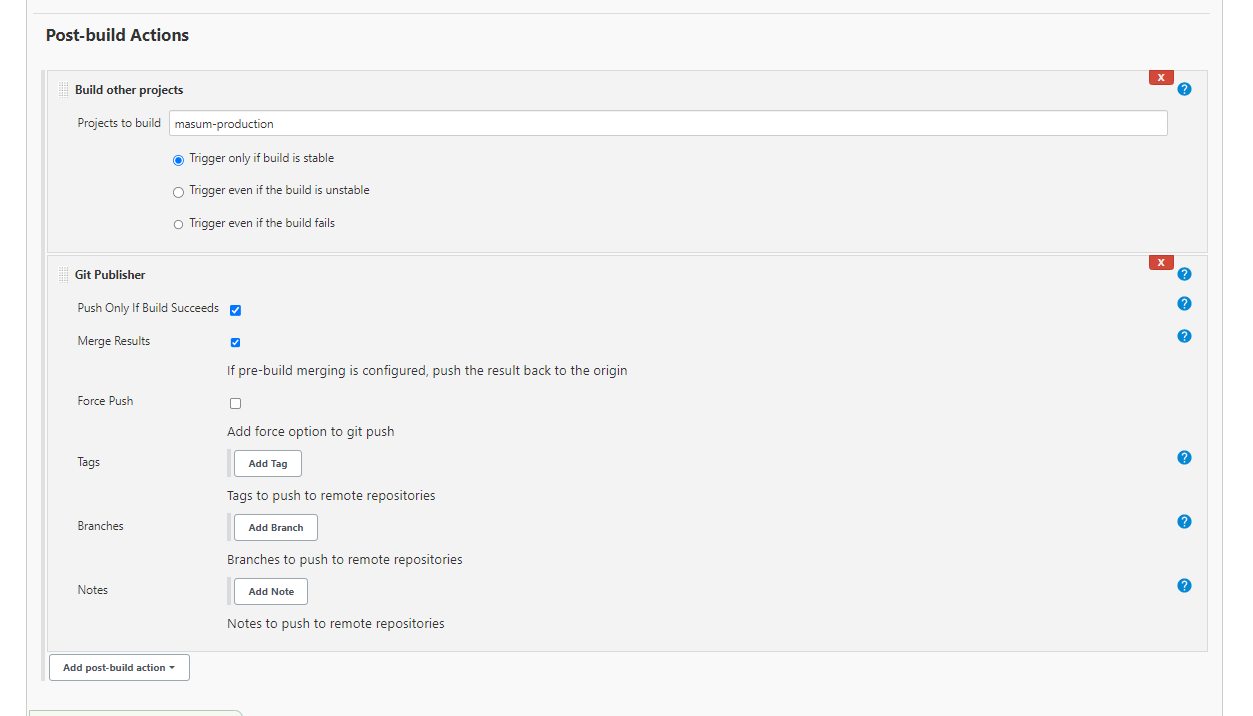 Post-build Actions
X
Build other projects
?
Projects to build masum-production
Trigger only if build is stable
Trigger even if the build is unstable
Trigger even if the build fails
X
Git Publisher
?
Push Only If Build Succeeds
?
Merge Results
?
If pre-build merging is configured, push the result back to the origin
Force Push
Add force option to git push
Tags Add Tag
?
Tags to push to remote repositories
Branches Add Branch
?
Branches to push to remote repositories
Notes Add Note
?
Notes to push to remote repositories
Add post-build action